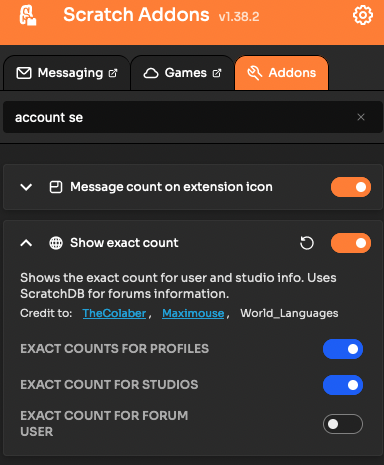 Scratch Addons v1.38.2
Messaging Games Addons
account se
Message count on extension icon
Show exact count
Shows the exact count for user and studio info. Uses
ScratchDB for forums information.
Credit to: TheColaber , Maximouse , World_Languages
EXACT COUNTS FOR PROFILES
EXACT COUNT FOR STUDIOS
EXACT COUNT FOR FORUM
USER